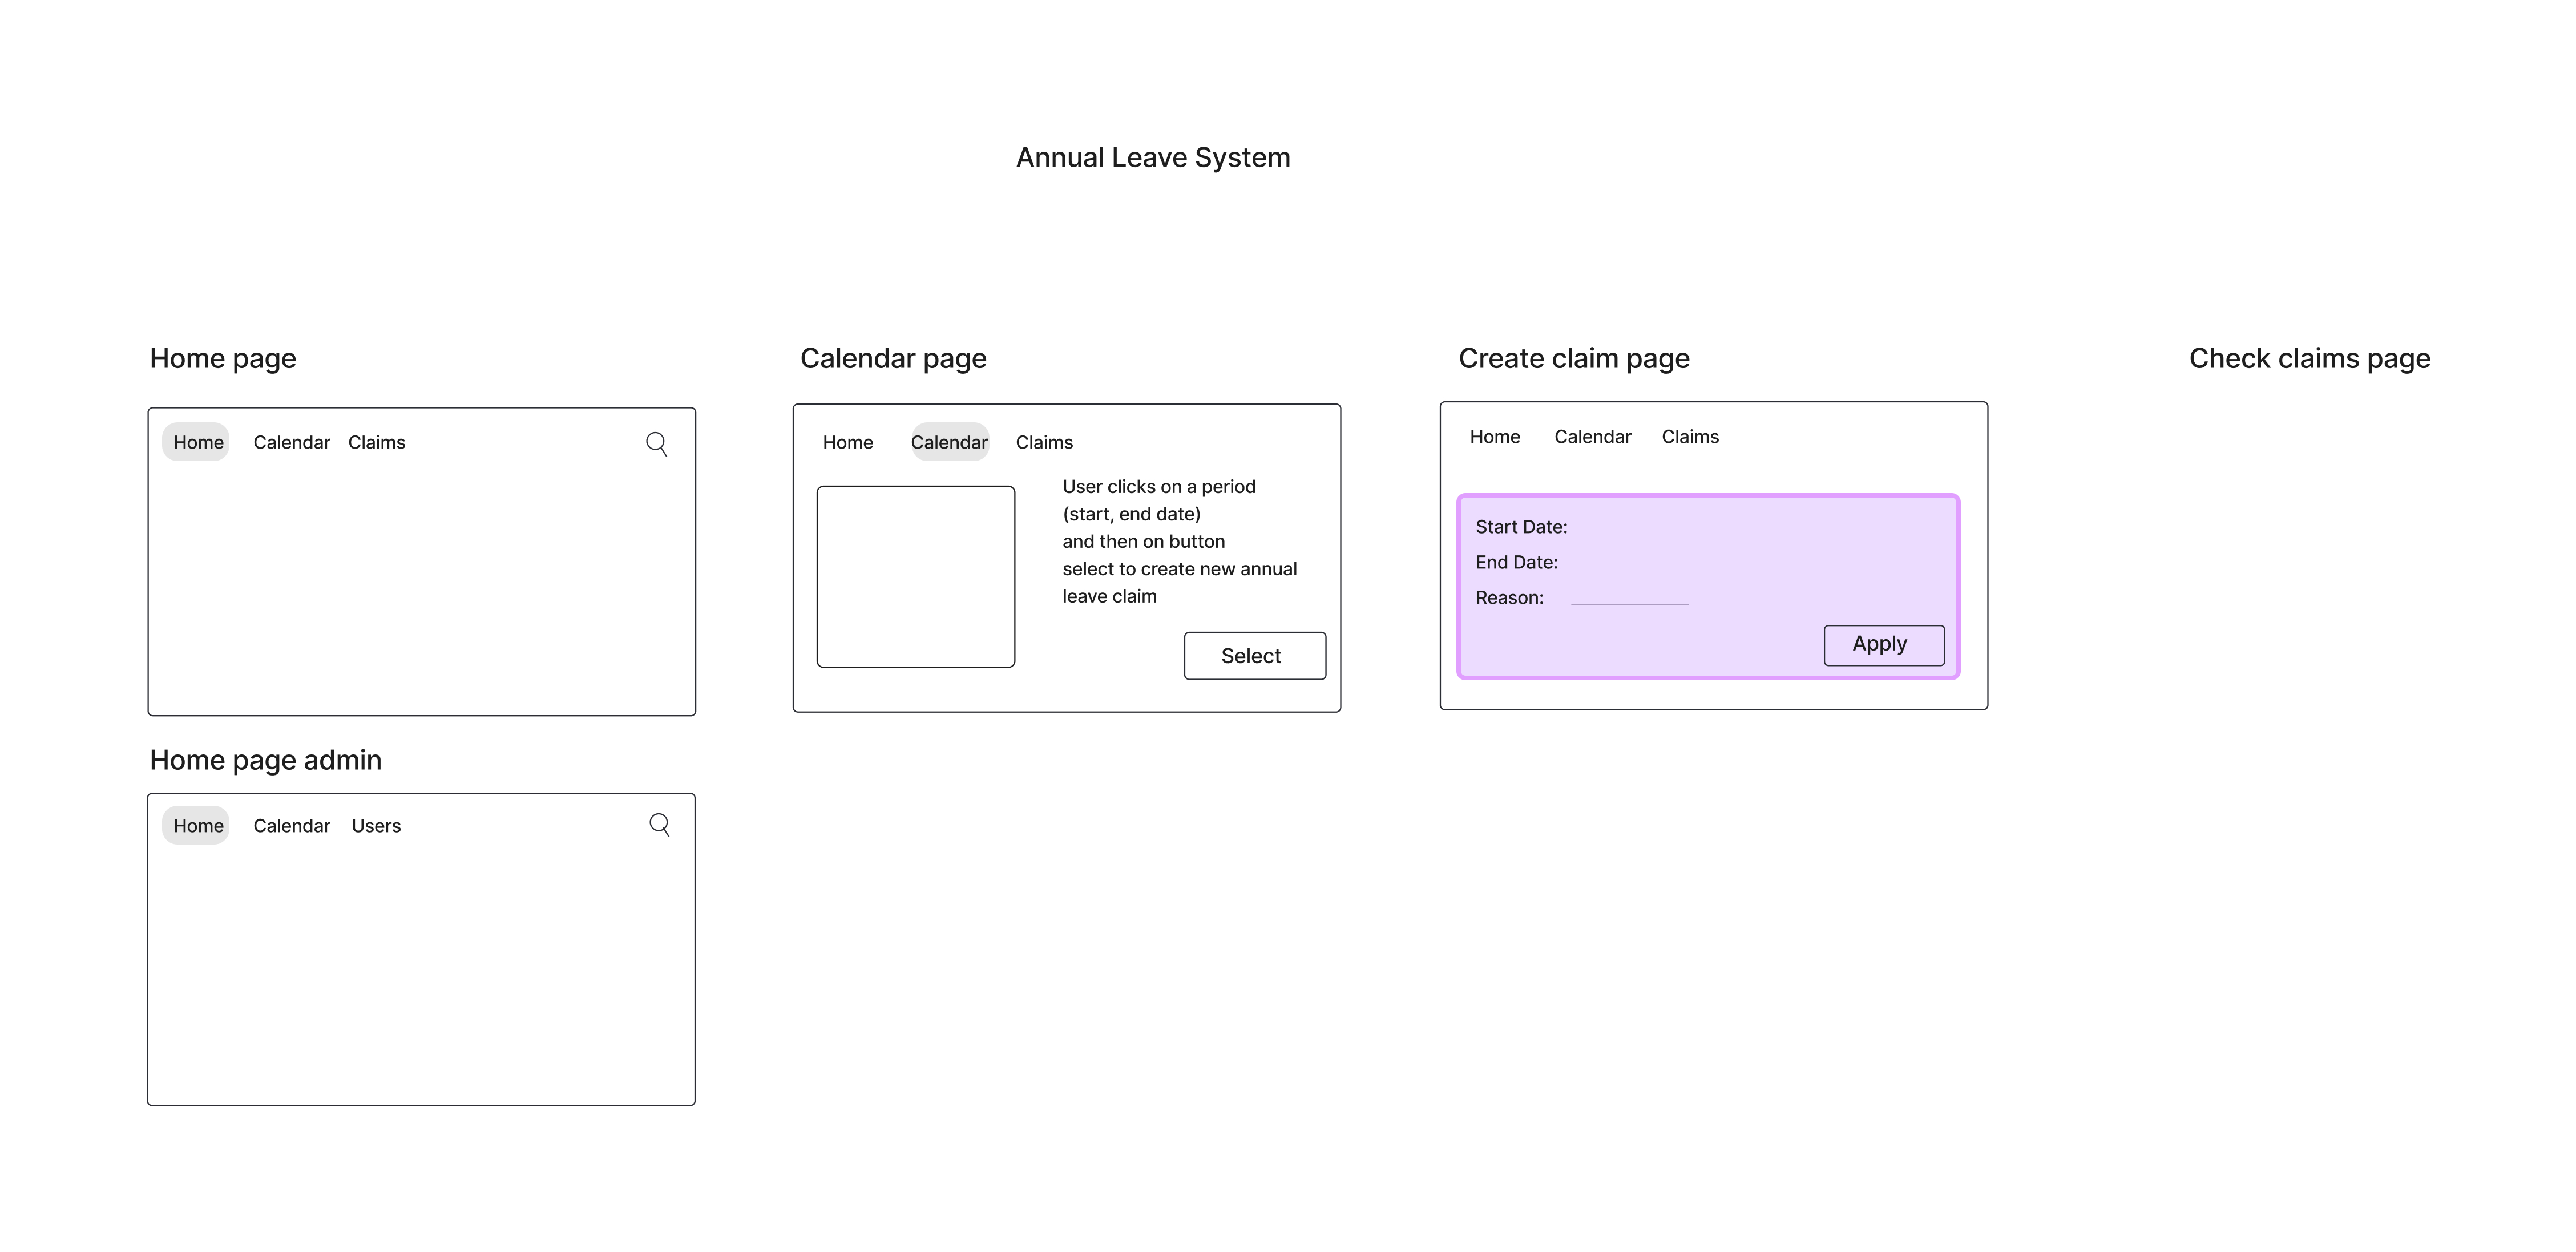 Annual Leave System
Home page
Calendar page
Create claim page
Check claims page
Home Calendar Claims
Home Calendar Claims
User clicks on a period
(start, end date)
and then on button
select to create new annual
leave claim
Select
Home Calendar Claims
Start Date:
End Date:
Reason:
Apply
Home page admin
Home Calendar Users